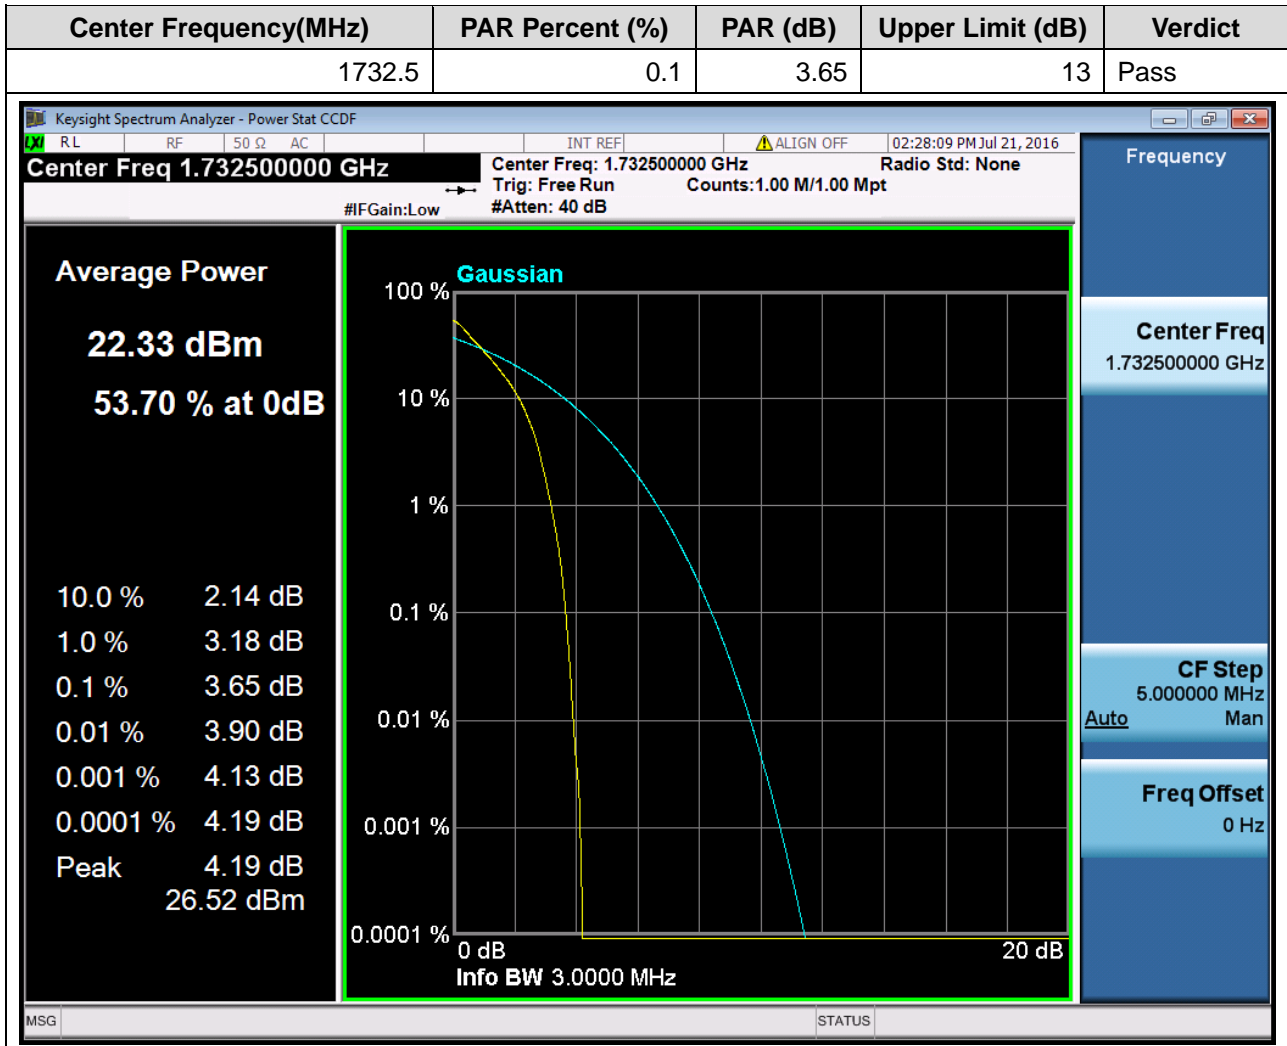 Center Frequency(MHz) PAR Percent (%) PAR (dB) Upper Limit (dB) Verdict
1732.5 0.1 3.65 13 Pass
Keysight Spectrum Analyzer - Power Stat CCDF
LXI RL RF 50 Ω AC INT REF ALIGN OFF 02:28:09 PM Jul 21, 2016
Center Freq 1.732500000 GHz
Center Freq: 1.732500000 GHz Radio Std: None
Trig: Free Run Counts:1.00 M/1.00 Mpt
#IFGain:Low #Atten: 40 dB
Average Power
22.33 dBm
53.70 % at 0dB
10.0 % 2.14 dB
1.0 % 3.18 dB
0.1 % 3.65 dB
0.01 % 3.90 dB
0.001 % 4.13 dB
0.0001 % 4.19 dB
Peak 4.19 dB
26.52 dBm
Gaussian
100 %
10 %
1 %
0.1 %
0.01 %
0.001 %
0.0001 %
0 dB 20 dB
Info BW 3.0000 MHz
Frequency
Center Freq
1.732500000 GHz
CF Step
5.000000 MHz
Auto Man
Freq Offset
0 Hz
MSG STATUS